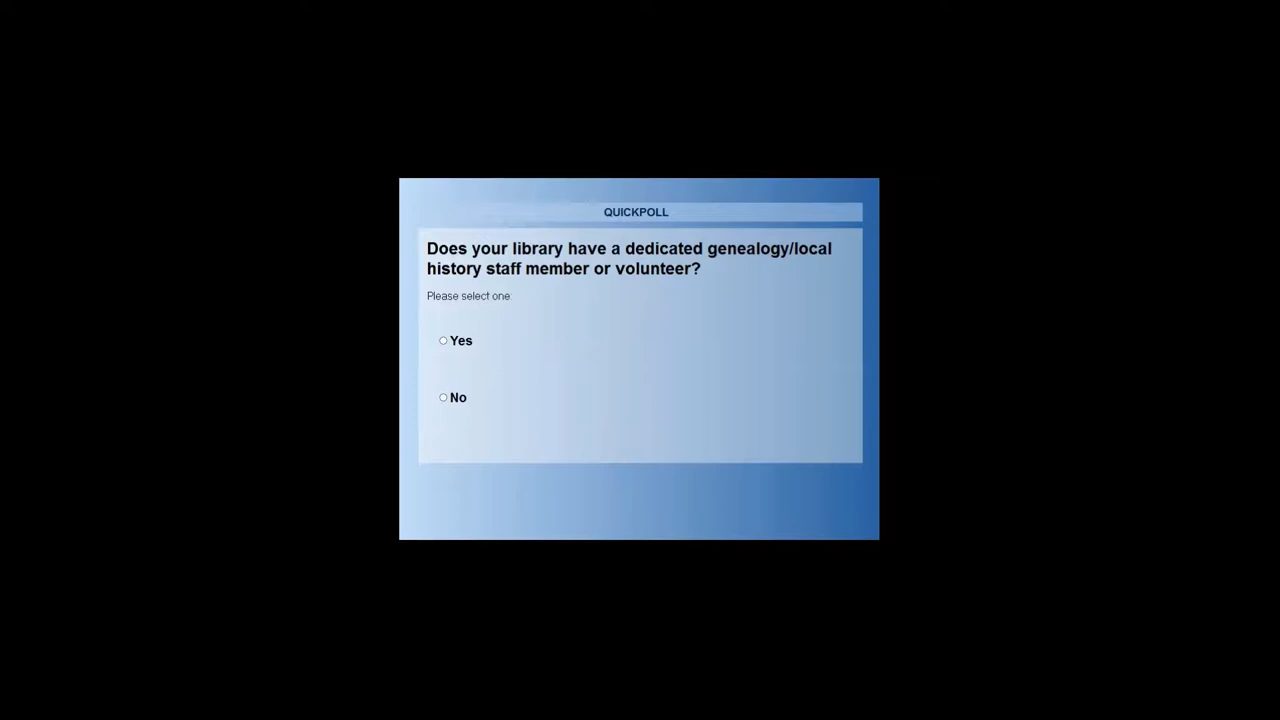 QUICKPOLL
Does your library have a dedicated genealogy/local
history staff member or volunteer?
Please select one:
Yes
No